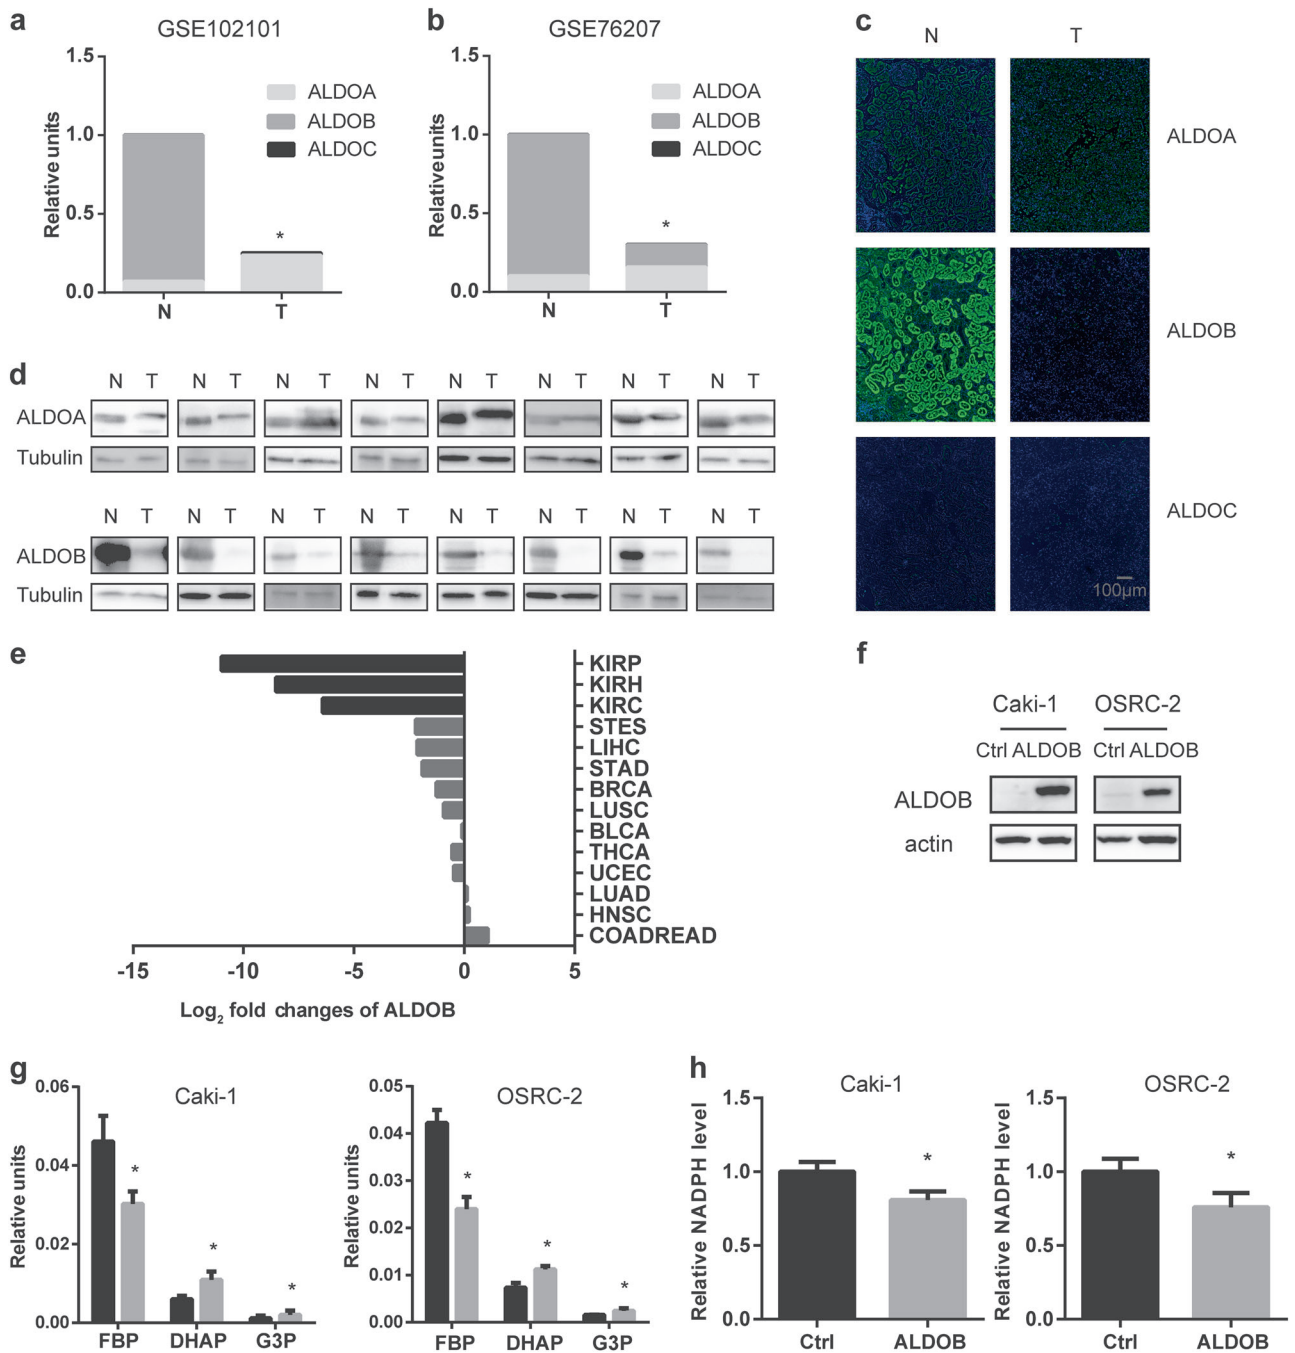 a
GSE102101
1.5
1.0
0.5
0.0
Relative units
ALDOA
ALDOB
ALDOC
*
N
T
b
GSE76207
1.5
1.0
0.5
0.0
Relative units
ALDOA
ALDOB
ALDOC
*
N
T
c
N
T
ALDOA
ALDOB
ALDOC
100µm
d
N T N T N T N T N T N T N T N T
ALDOA
Tubulin
N T N T N T N T N T N T N T N T
ALDOB
Tubulin
e
KIRP
KIRH
KIRC
STES
LIHC
STAD
BRCA
LUSC
BLCA
THCA
UCEC
LUAD
HNSC
COADREAD
-15 -10 -5 0 5
Log2 fold changes of ALDOB
f
Caki-1 OSRC-2
Ctrl ALDOB Ctrl ALDOB
ALDOB
actin
g
Caki-1
0.06
0.04
0.02
0.00
Relative units
* * *
FBP DHAP G3P
OSRC-2
0.05
0.04
0.03
0.02
0.01
0.00
Relative units
* * *
FBP DHAP G3P
h
Caki-1
1.5
1.0
0.5
0.0
Relative NADPH level
*
Ctrl ALDOB
OSRC-2
1.5
1.0
0.5
0.0
Relative NADPH level
*
Ctrl ALDOB